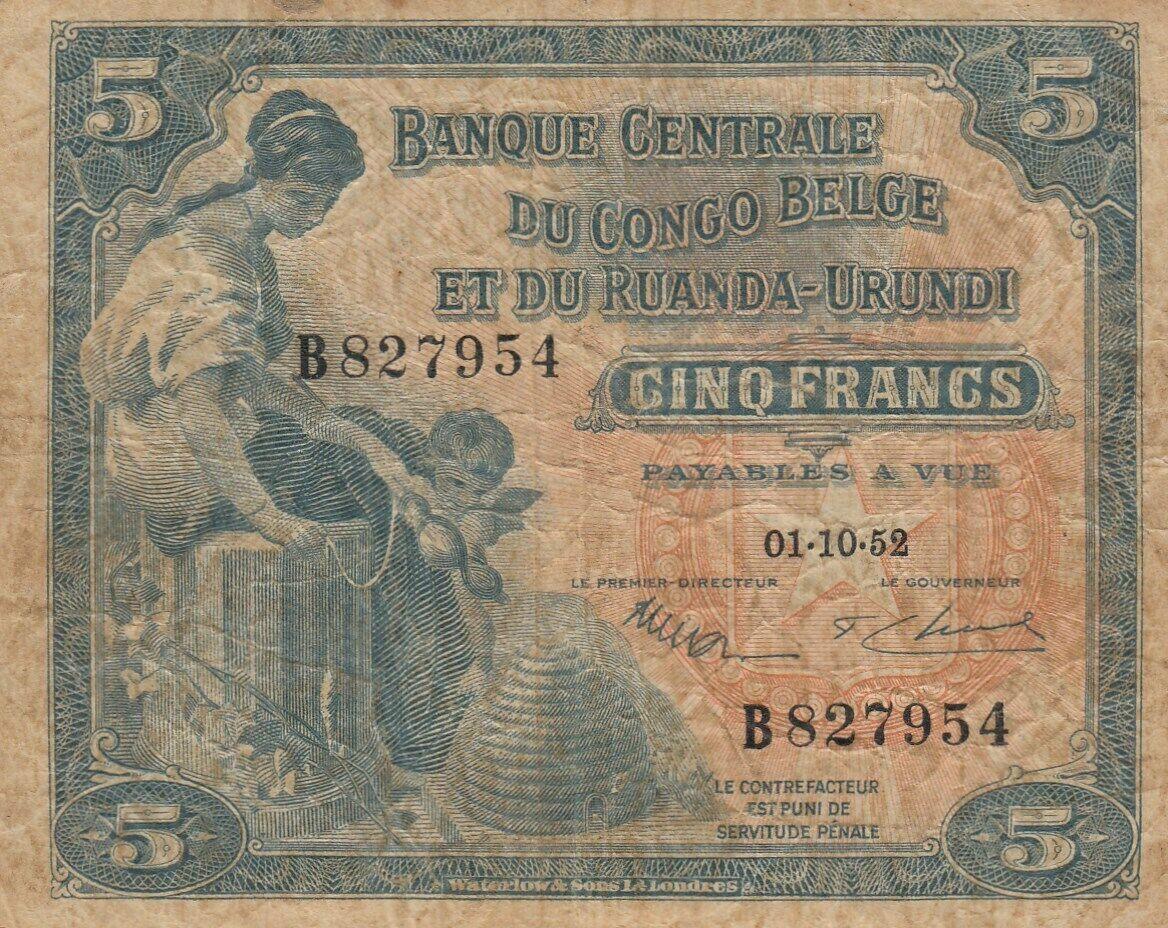 5 5
BANQUE CENTRALE
DU CONGO BELGE
ET DU RUANDA-URUNDI
B827954
CINQ FRANCS
PAYABLES A VUE
01·10·52
LE PREMIER DIRECTEUR LE GOUVERNEUR
B827954
LE CONTREFACTEUR
EST PUNI DE
SERVITUDE PÉNALE
5 5
Waterlow & Sons Ld Londres